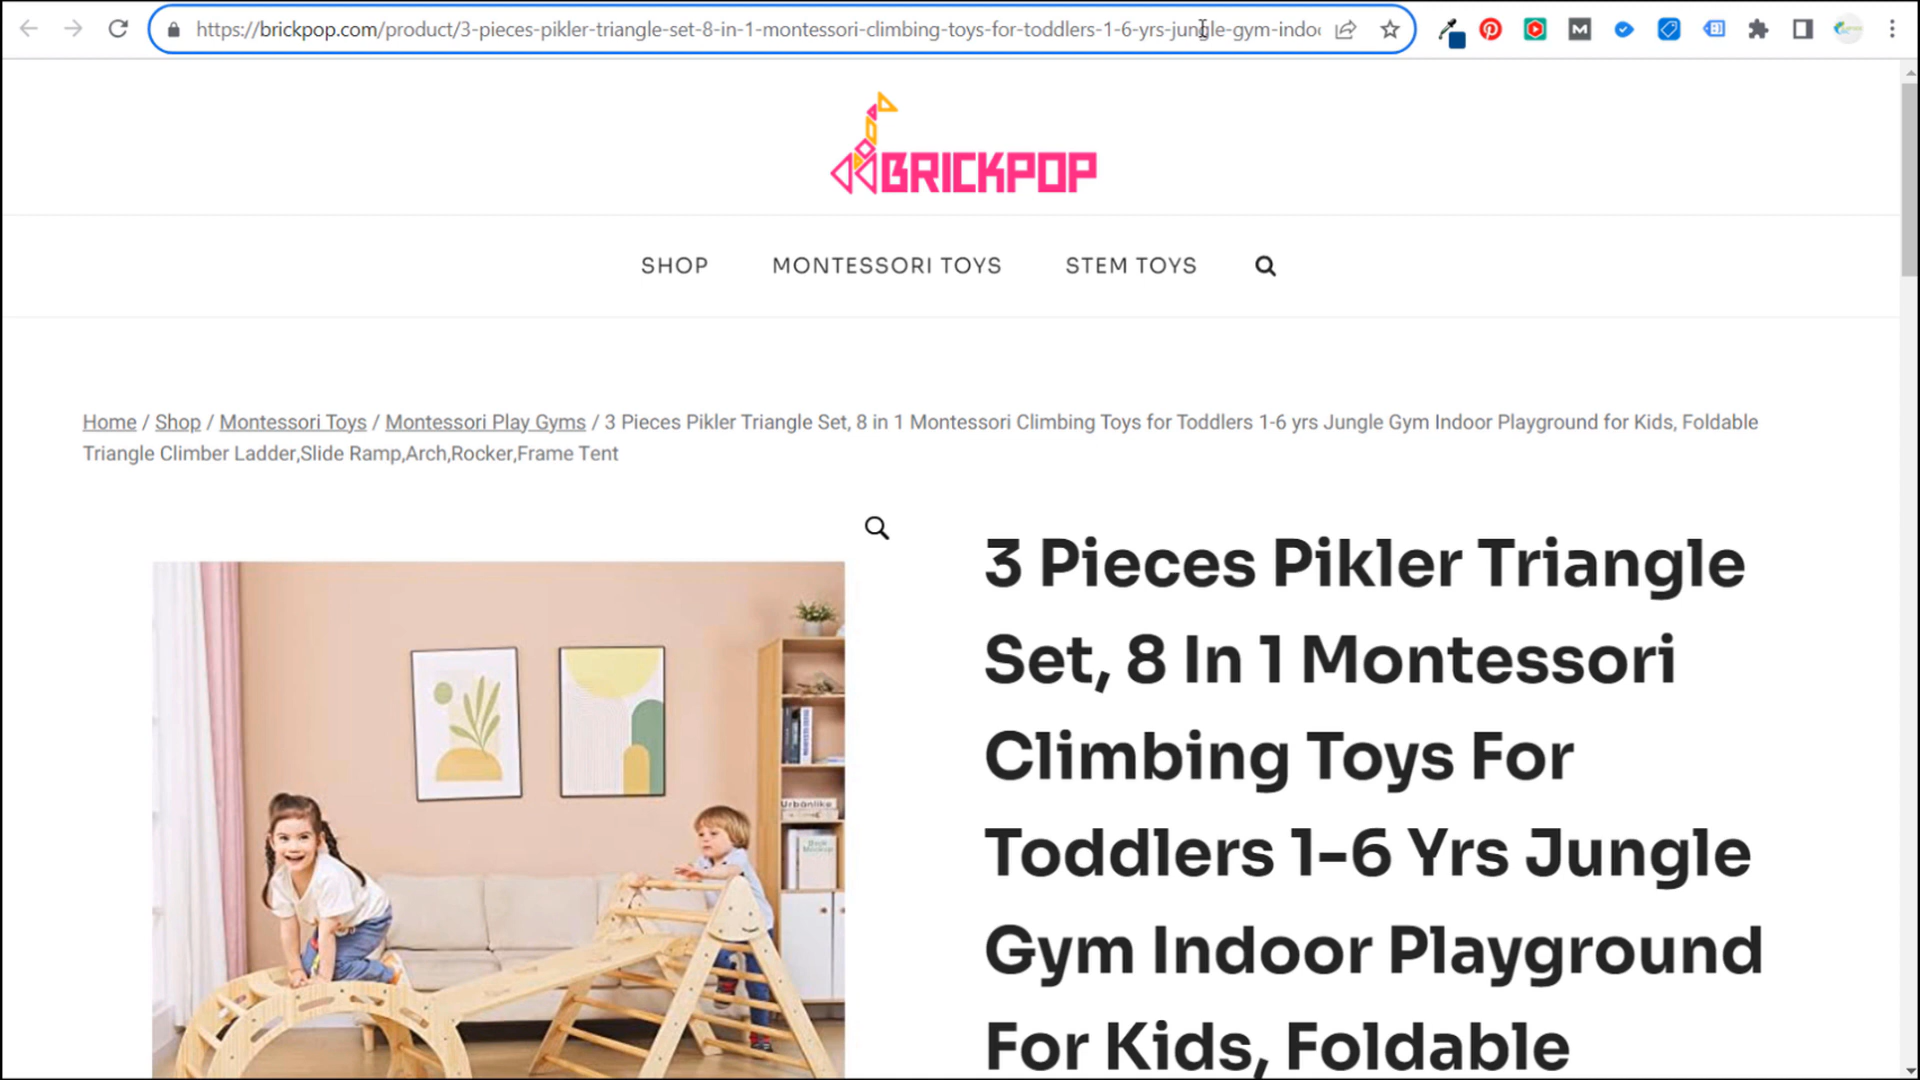 https://brickpop.com/product/3-pieces-pikler-triangle-set-8-in-1-montessori-climbing-toys-for-toddlers-1-6-yrs-jungle-gym-indoo
BRICKPOP
SHOP MONTESSORI TOYS STEM TOYS
Home / Shop / Montessori Toys / Montessori Play Gyms / 3 Pieces Pikler Triangle Set, 8 in 1 Montessori Climbing Toys for Toddlers 1-6 yrs Jungle Gym Indoor Playground for Kids, Foldable
Triangle Climber Ladder,Slide Ramp,Arch,Rocker,Frame Tent
3 Pieces Pikler Triangle
Set, 8 In 1 Montessori
Climbing Toys For
Toddlers 1-6 Yrs Jungle
Gym Indoor Playground
For Kids, Foldable
Urbanlike